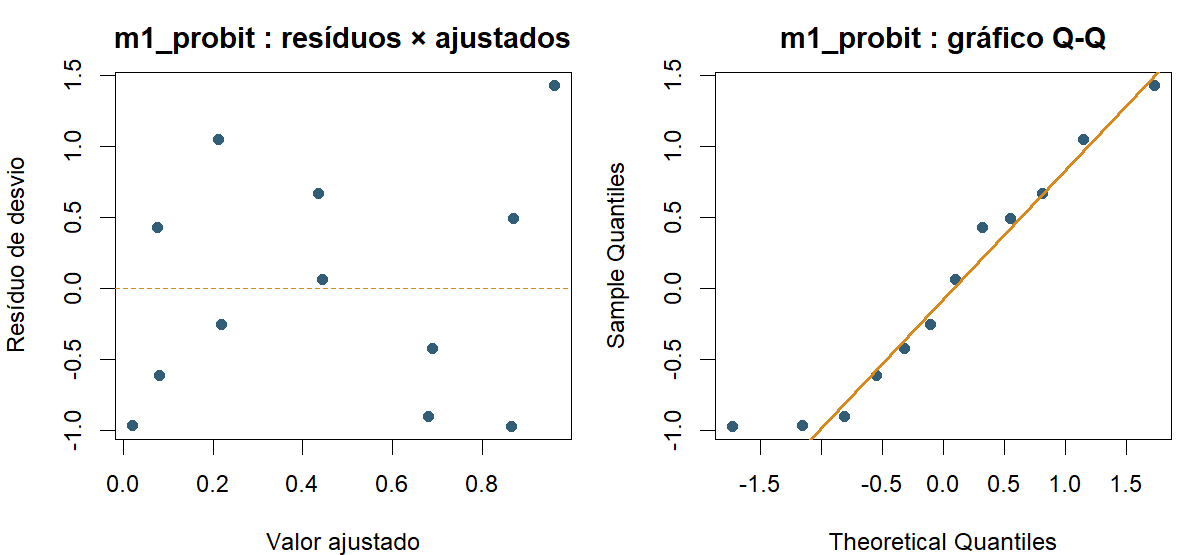 m1_probit : resíduos × ajustados
Resíduo de desvio
1.5
1.0
0.5
0.0
-0.5
-1.0
0.0 0.2 0.4 0.6 0.8
Valor ajustado
m1_probit : gráfico Q-Q
Sample Quantiles
1.5
1.0
0.5
0.0
-0.5
-1.0
-1.5 -0.5 0.0 0.5 1.0 1.5
Theoretical Quantiles